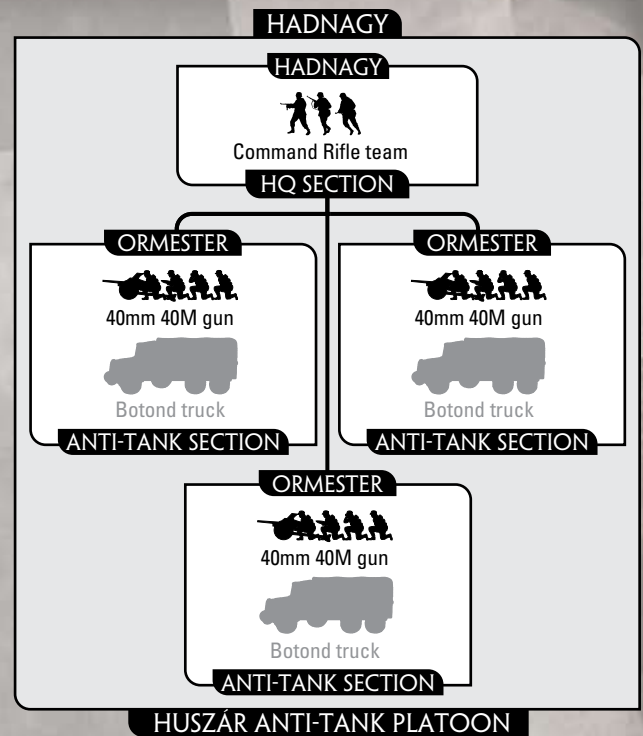 HADNAGY
HADNAGY
Command Rifle team
HQ SECTION
ORMESTER
40mm 40M gun
Botond truck
ANTI-TANK SECTION
ORMESTER
40mm 40M gun
Botond truck
ANTI-TANK SECTION
ORMESTER
40mm 40M gun
Botond truck
ANTI-TANK SECTION
HUSZÁR ANTI-TANK PLATOON